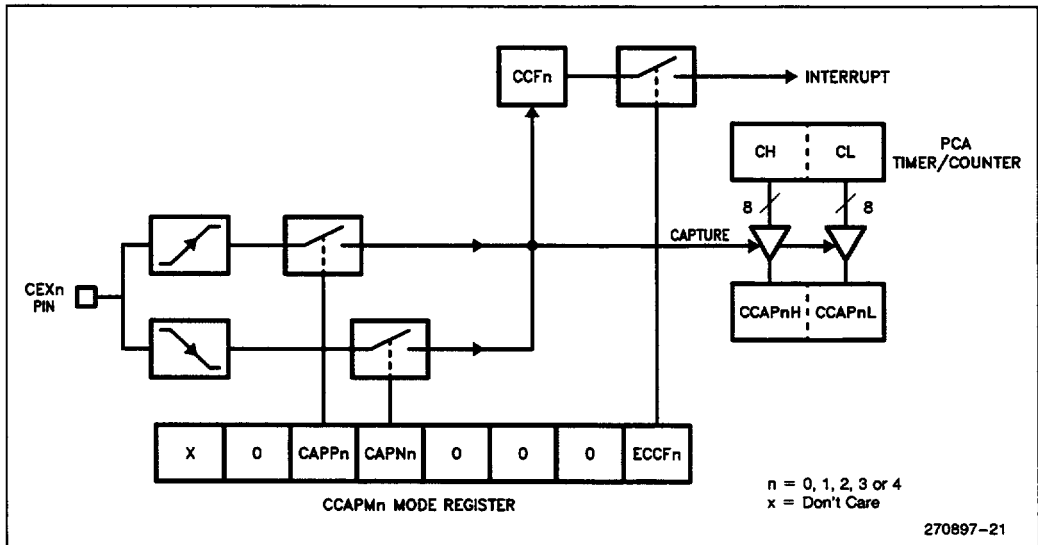 CCFn
INTERRUPT
CH
CL
PCA
TIMER/COUNTER
8
8
CAPTURE
CEXn
PIN
CCAPnH
CCAPnL
X
0
CAPPn
CAPNn
0
0
0
ECCFn
CCAPMn MODE REGISTER
n = 0, 1, 2, 3 or 4
x = Don't Care
270897-21